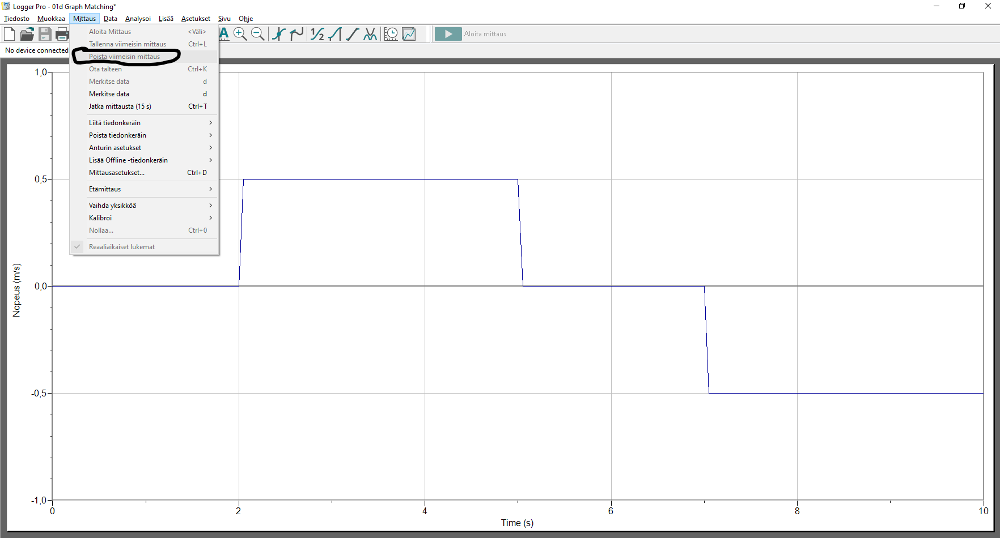 Logger Pro - 01d Graph Matching*
Tiedosto Muokkaa Mittaus Data Analysoi Lisää Asetukset Sivu Ohje
Aloita mittaus
No device connected
Aloita Mittaus <Väli>
Tallenna viimeisin mittaus Ctrl+L
Poista viimeisin mittaus
Ota talteen Ctrl+K
Merkitse data d
Merkitse data d
Jatka mittausta (15 s) Ctrl+T
Liitä tiedonkeräin
Poista tiedonkeräin
Anturin asetukset
Lisää Offline -tiedonkeräin
Mittausasetukset... Ctrl+D
Etämittaus
Vaihda yksikköä
Kalibroi
Nollaa... Ctrl+0
Reaaliaikaiset lukemat
A
1/2
Nopeus (m/s)
1,0
0,5
0,0
-0,5
-1,0
0 2 4 6 8 10
Time (s)